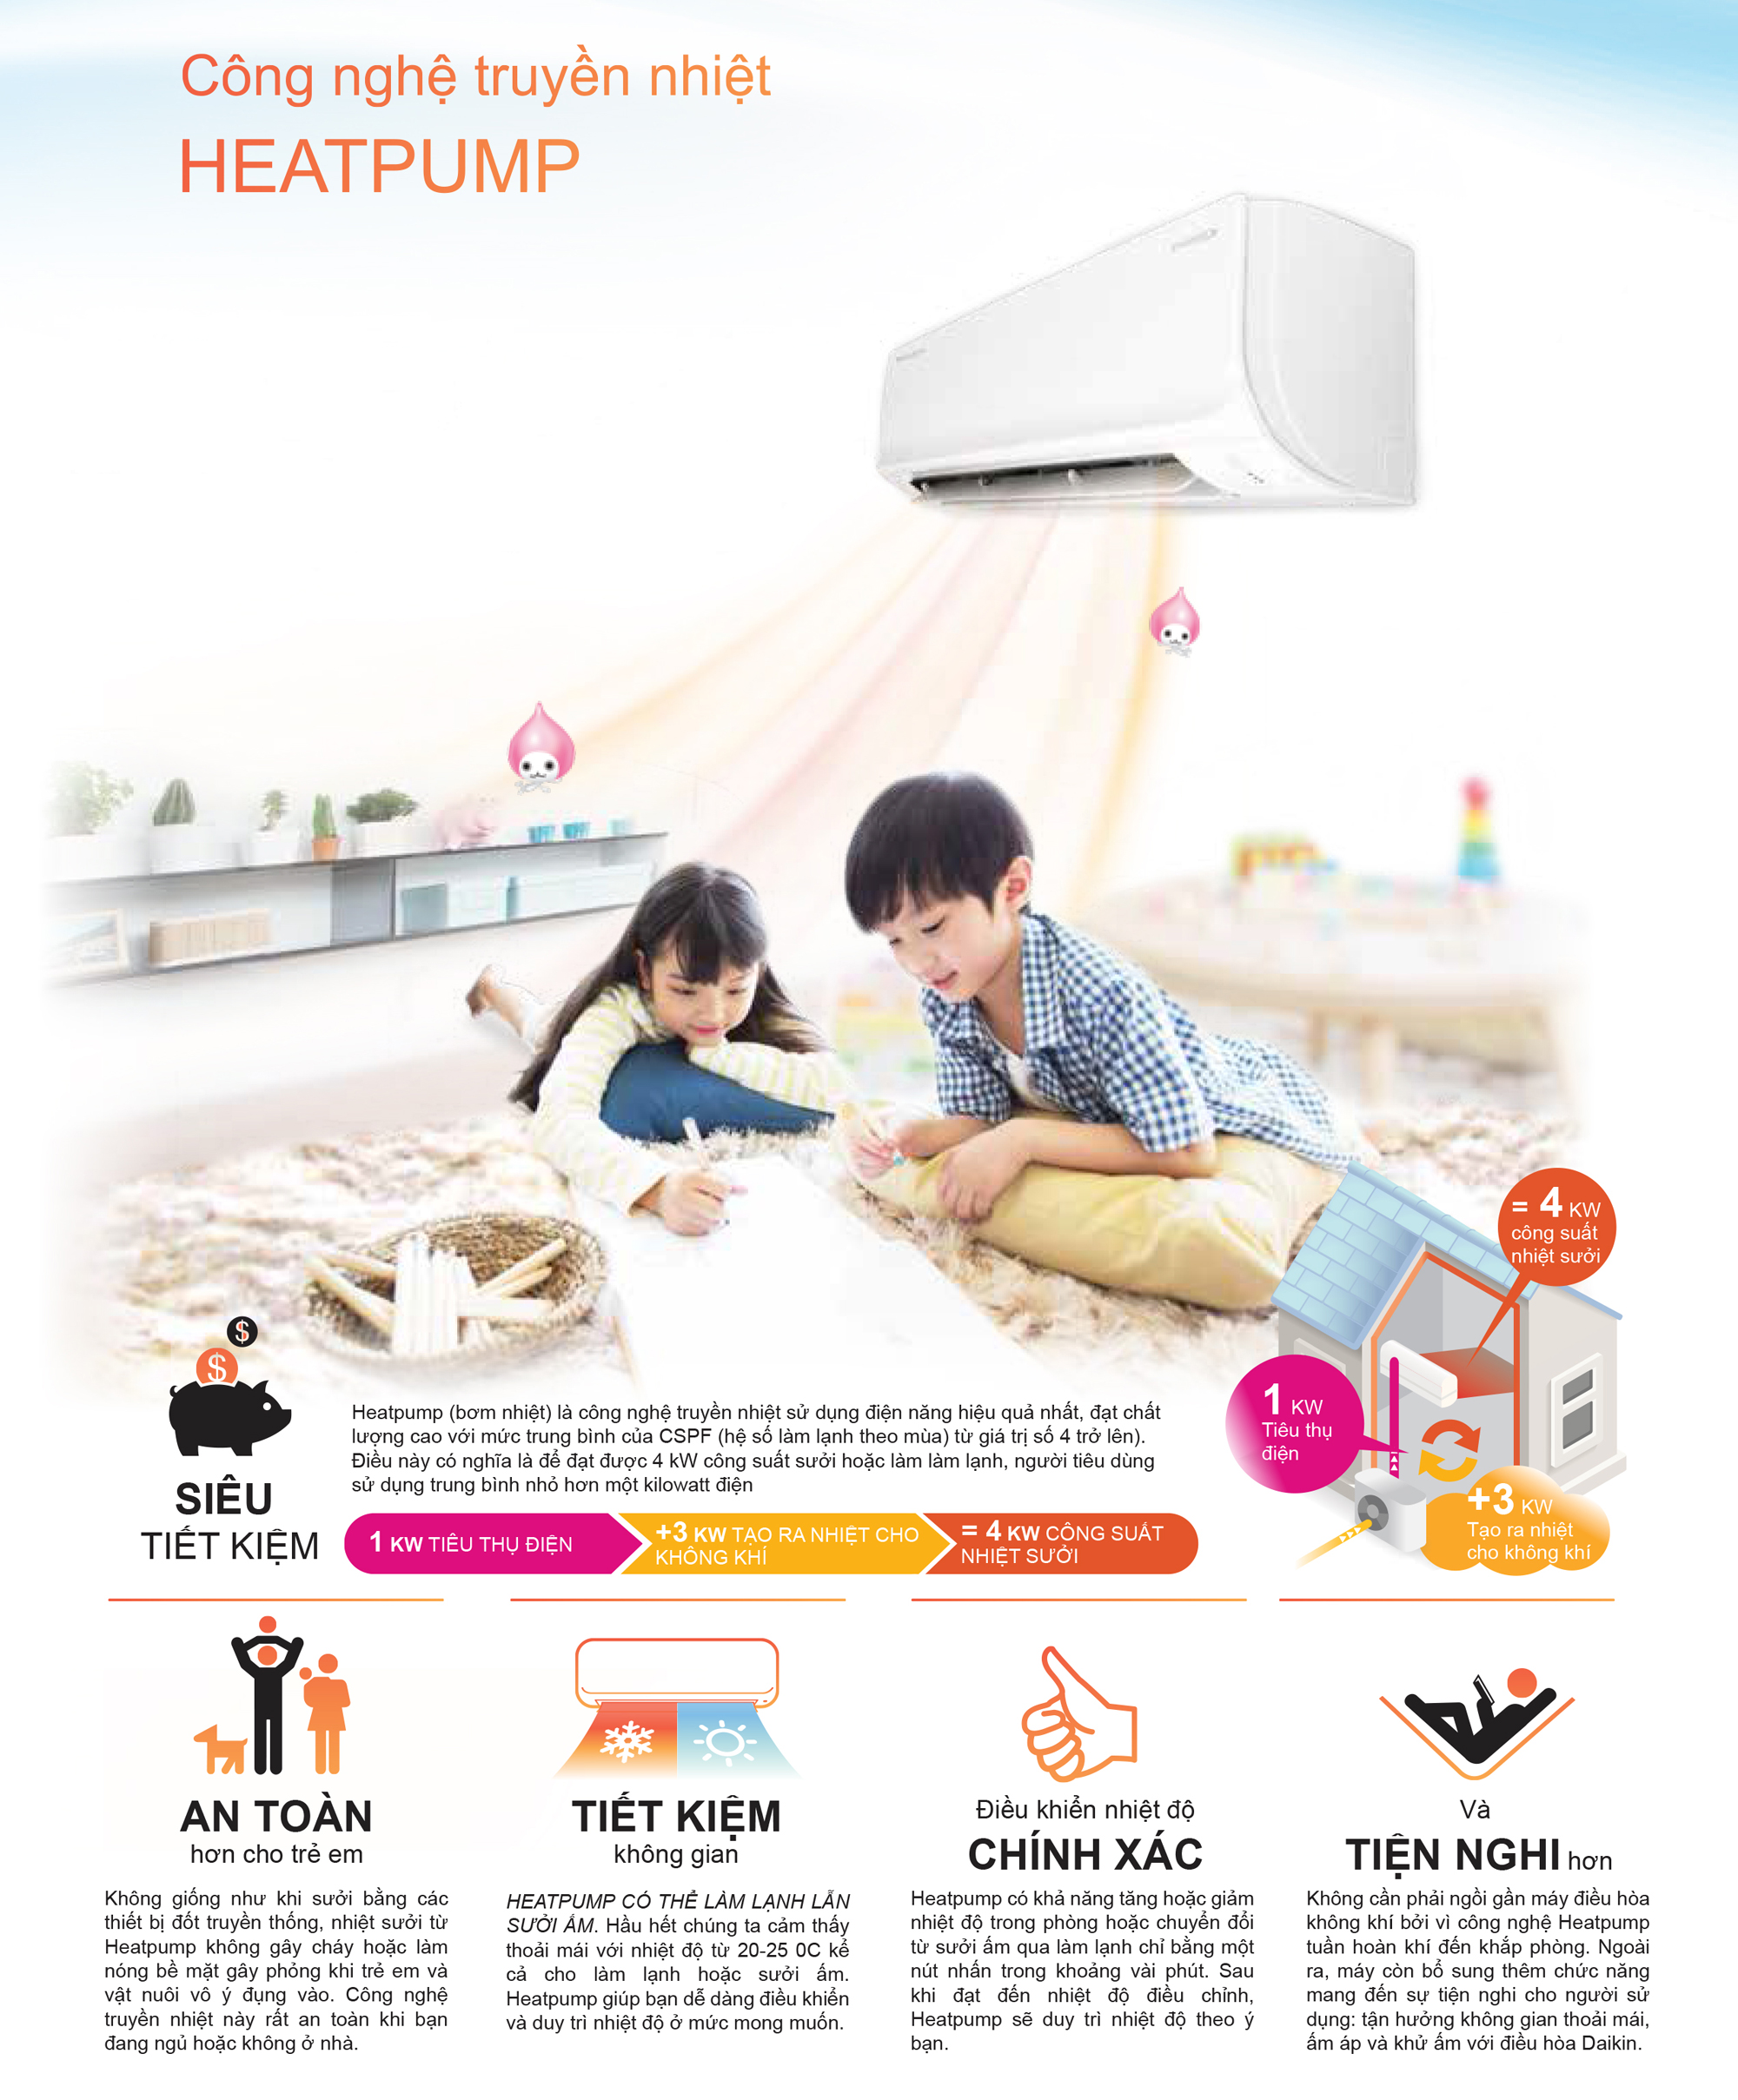 Công nghệ truyền nhiệt
HEATPUMP
= 4 KW
công suất
nhiệt sưởi
1 KW
Tiêu thụ
điện
+3 KW
Tạo ra nhiệt
cho không khí
$
$
SIÊU
TIẾT KIỆM
Heatpump (bơm nhiệt) là công nghệ truyền nhiệt sử dụng điện năng hiệu quả nhất, đạt chất
lượng cao với mức trung bình của CSPF (hệ số làm lạnh theo mùa) từ giá trị số 4 trở lên).
Điều này có nghĩa là để đạt được 4 kW công suất sưởi hoặc làm làm lạnh, người tiêu dùng
sử dụng trung bình nhỏ hơn một kilowatt điện
1 KW TIÊU THỤ ĐIỆN
+3 KW TẠO RA NHIỆT CHO
KHÔNG KHÍ
= 4 KW CÔNG SUẤT
NHIỆT SƯỞI
AN TOÀN
hơn cho trẻ em
Không giống như khi sưởi bằng các
thiết bị đốt truyền thống, nhiệt sưởi từ
Heatpump không gây cháy hoặc làm
nóng bề mặt gây phỏng khi trẻ em và
vật nuôi vô ý đụng vào. Công nghệ
truyền nhiệt này rất an toàn khi bạn
đang ngủ hoặc không ở nhà.
TIẾT KIỆM
không gian
HEATPUMP CÓ THỂ LÀM LẠNH LẪN
SƯỞI ẤM. Hầu hết chúng ta cảm thấy
thoải mái với nhiệt độ từ 20-25 0C kể
cả cho làm lạnh hoặc sưởi ấm.
Heatpump giúp bạn dễ dàng điều khiển
và duy trì nhiệt độ ở mức mong muốn.
Điều khiển nhiệt độ
CHÍNH XÁC
Heatpump có khả năng tăng hoặc giảm
nhiệt độ trong phòng hoặc chuyển đổi
từ sưởi ấm qua làm lạnh chỉ bằng một
nút nhấn trong khoảng vài phút. Sau
khi đạt đến nhiệt độ điều chỉnh,
Heatpump sẽ duy trì nhiệt độ theo ý
bạn.
Và
TIỆN NGHI hơn
Không cần phải ngồi gần máy điều hòa
không khí bởi vì công nghệ Heatpump
tuần hoàn khí đến khắp phòng. Ngoài
ra, máy còn bổ sung thêm chức năng
mang đến sự tiện nghi cho người sử
dụng: tận hưởng không gian thoải mái,
ấm áp và khử ẩm với điều hòa Daikin.